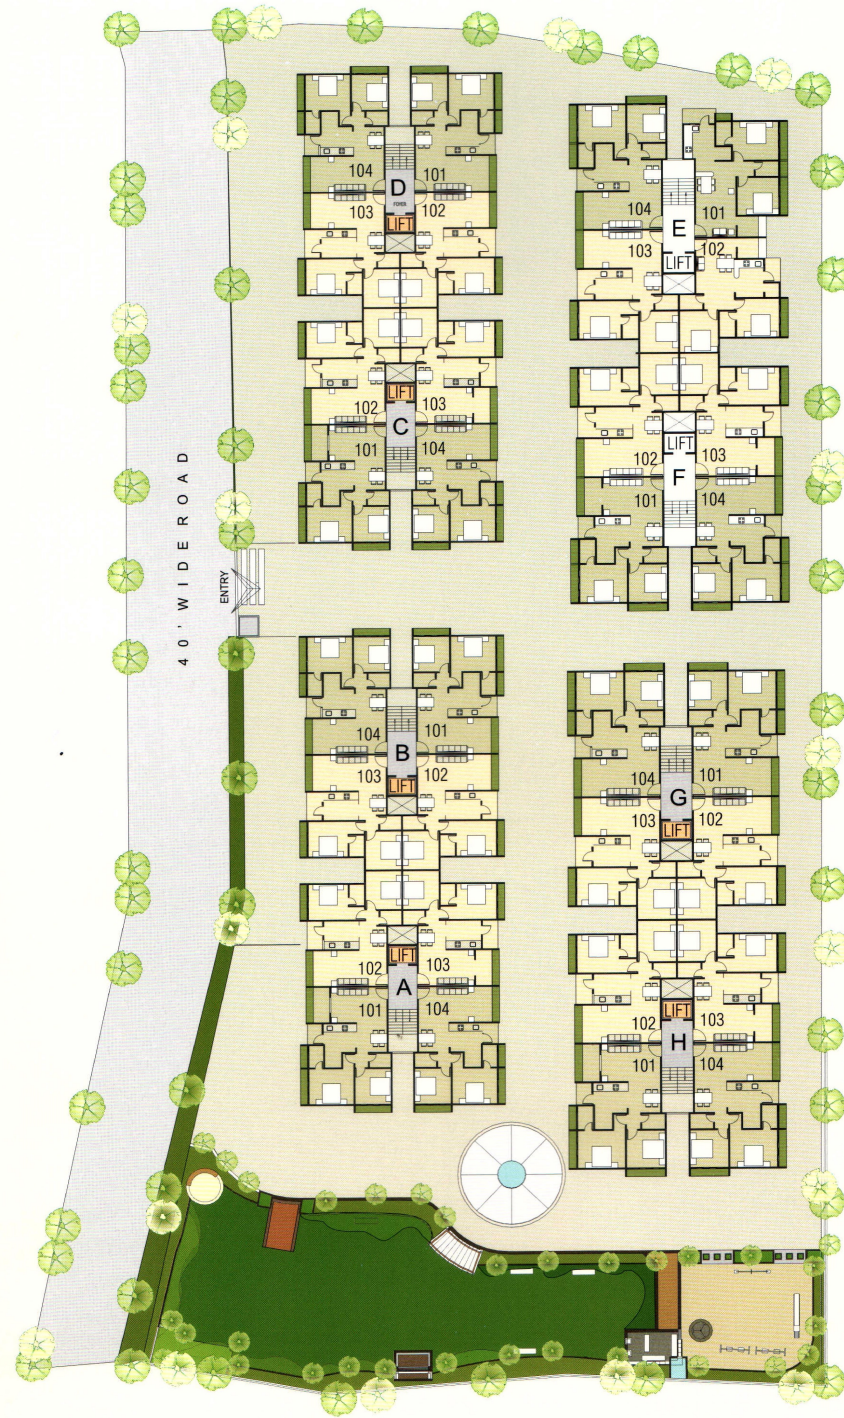 104 101
D
FOYER
103 102
LIFT
104 101
E
103 102
LIFT
LIFT
102 103
C
101 104
LIFT
102 103
F
101 104
40' WIDE ROAD
ENTRY
104 101
B
103 102
LIFT
104 101
G
103 102
LIFT
LIFT
102 103
A
101 104
LIFT
102 103
H
101 104